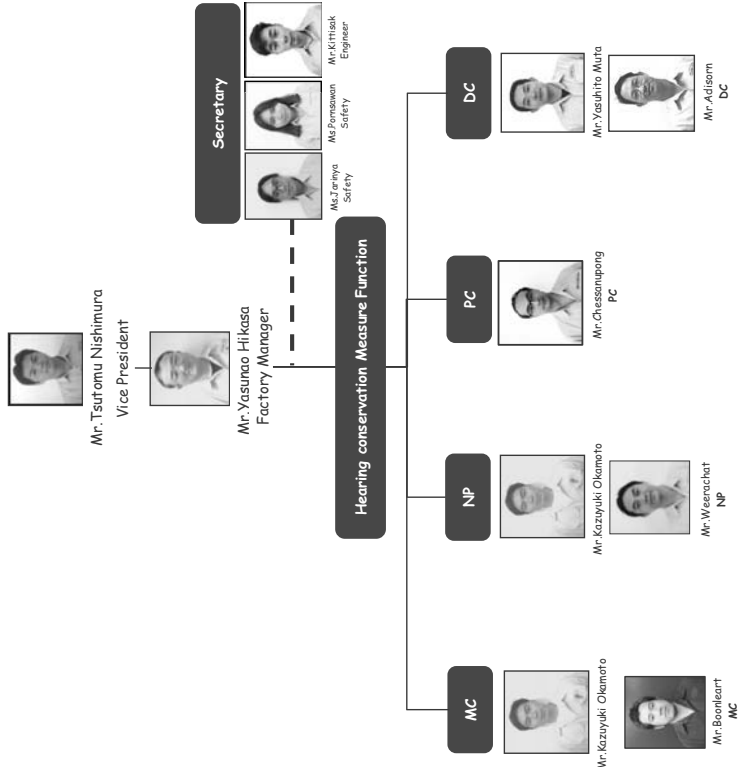 Mr.Tsutomu Nishimura
Vice President
Mr.Yasunao Hikasa
Factory Manager
Secretary
Ms.Jarinya
Safety
Ms.Pornsawan
Safety
Mr.Kittisak
Engineer
Hearing conservation Measure Function
MC
Mr.Kazuyuki Okamoto
Mr.Boonleart
MC
NP
Mr.Kazuyuki Okamoto
Mr.Weerachat
NP
PC
Mr.Chessanupong
PC
DC
Mr.Yasuhito Muta
Mr.Adisorn
DC